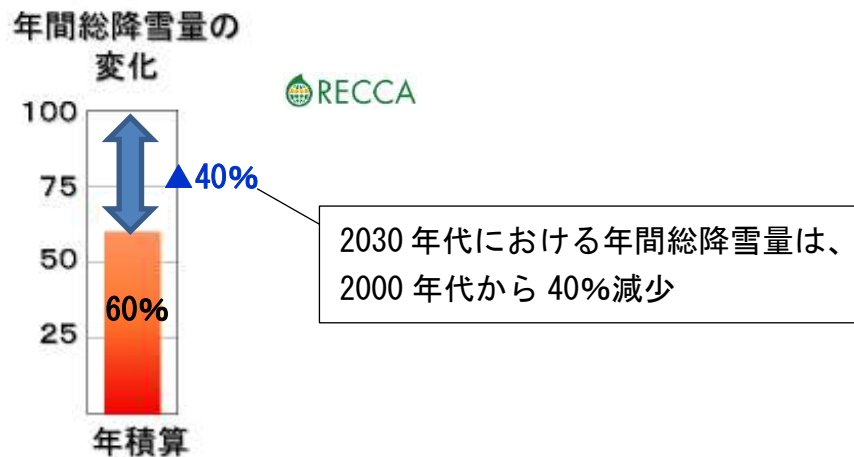 年間総降雪量の
変化
RECCA
100
▲40%
75
2030 年代における年間総降雪量は、
2000 年代から 40%減少
50
60%
25
年積算